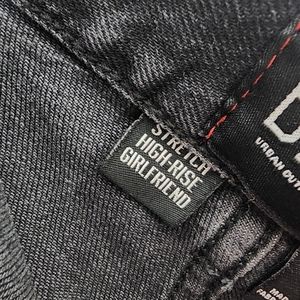 STRETCH
HIGH-RISE
GIRLFRIEND
URBAN OUT